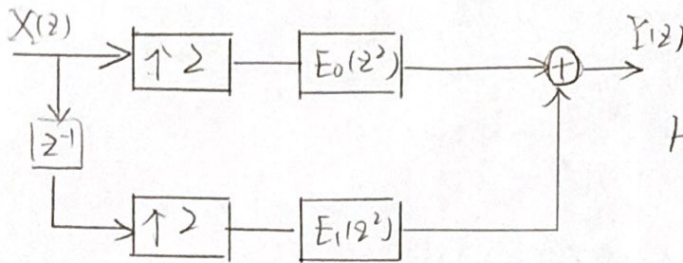 X(z)
↑2
E₀(z²)
+
Y(z)
z⁻¹
H
↑2
E₁(z²)